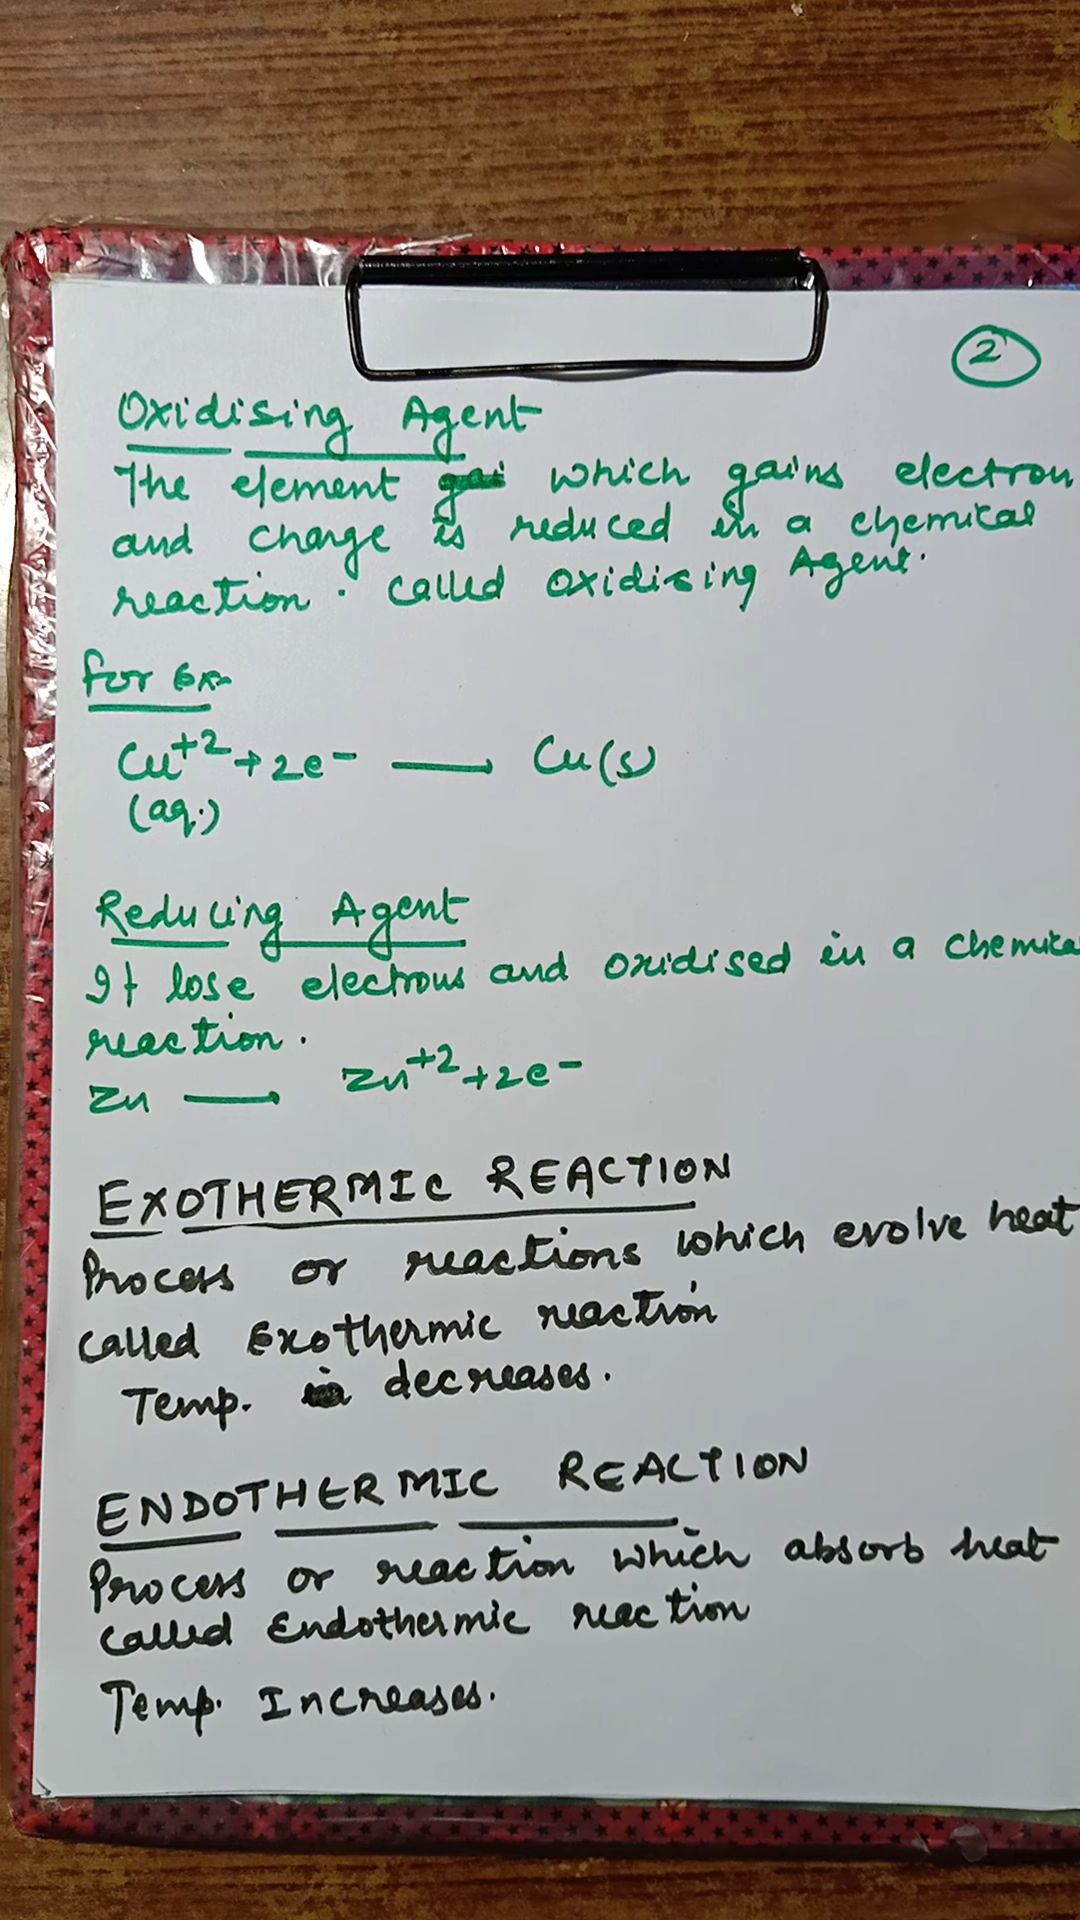 2
Oxidising Agent
The element which gains electron
and charge is reduced in a chemical
reaction. called oxidising Agent.
for Ex
Cu+2 + 2e- → Cu(s)
(aq.)
Reducing Agent
It lose electrons and oxidised in a chemical
reaction.
Zn → Zn+2 + 2e-
EXOTHERMIC REACTION
Process or reactions which evolve heat
called Exothermic reaction
Temp. decreases.
ENDOTHERMIC REACTION
Process or reaction which absorb heat
called Endothermic reaction
Temp. Increases.